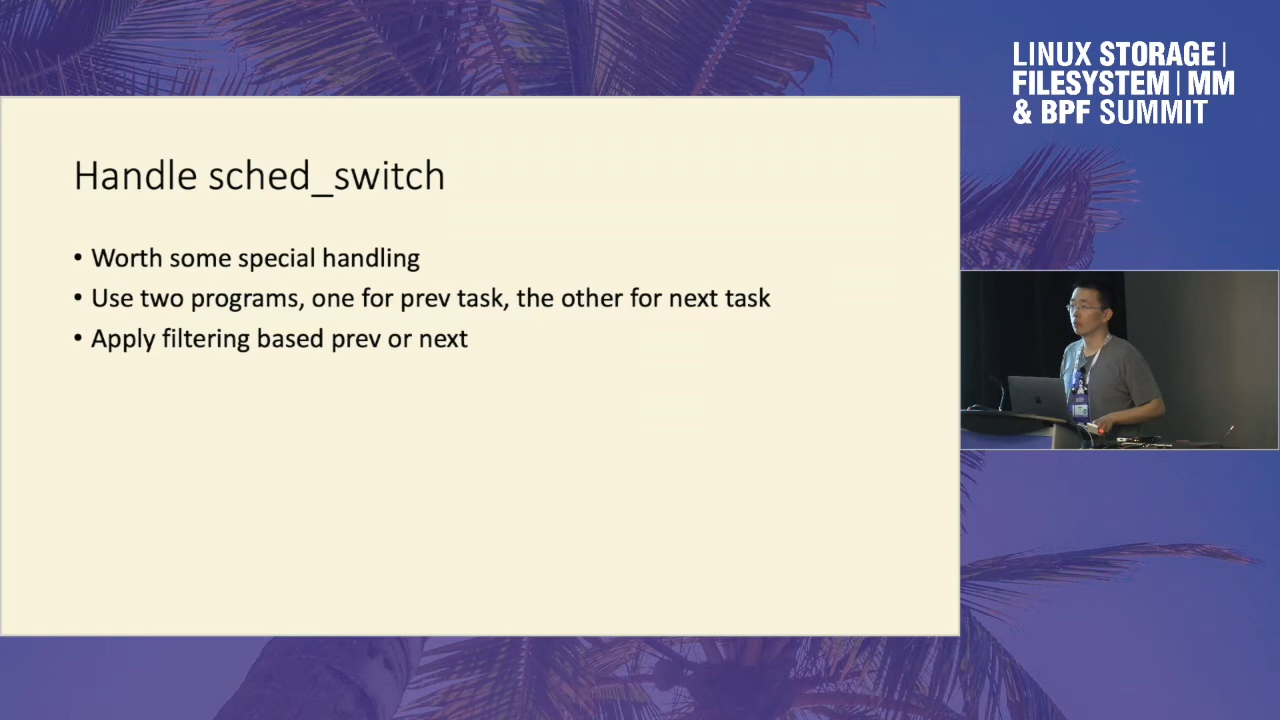 LINUX STORAGE |
FILESYSTEM | MM
& BPF SUMMIT
Handle sched_switch
• Worth some special handling
• Use two programs, one for prev task, the other for next task
• Apply filtering based prev or next